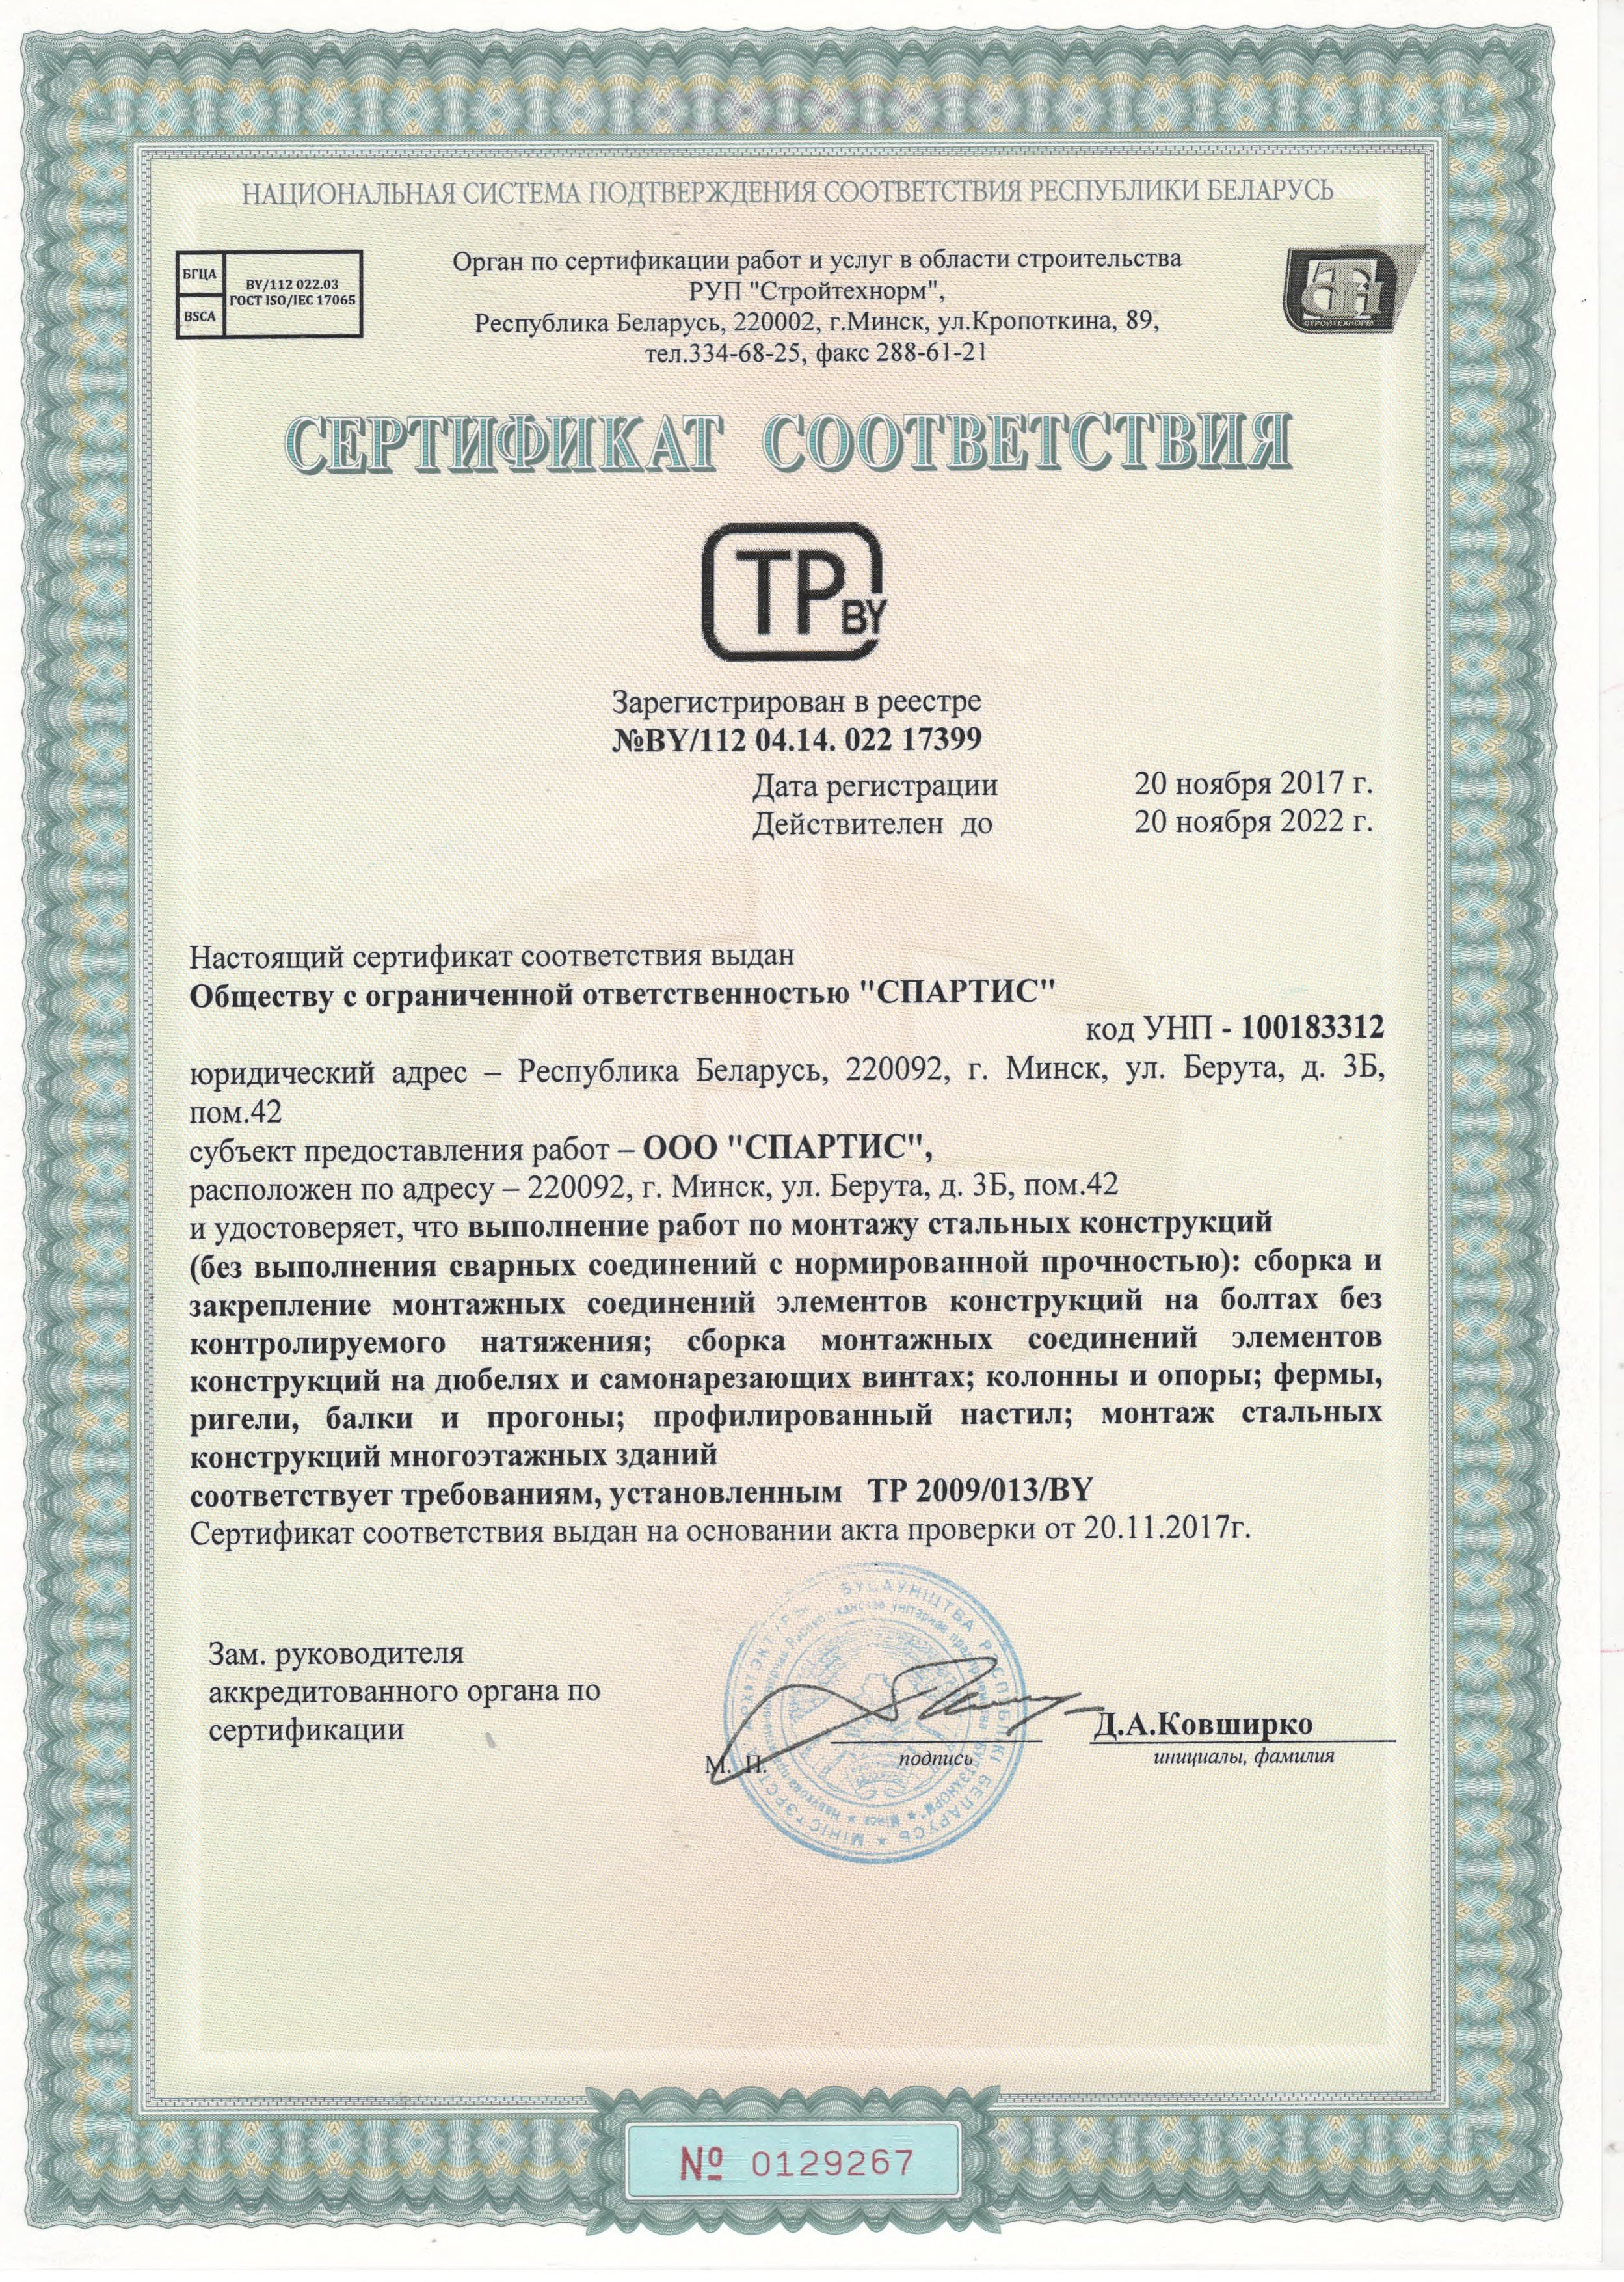 НАЦИОНАЛЬНАЯ СИСТЕМА ПОДТВЕРЖДЕНИЯ СООТВЕТСТВИЯ РЕСПУБЛИКИ БЕЛАРУСЬ
БГЦА
BSCA
BY/112 022.03
ГОСТ ISO/IEC 17065
Орган по сертификации работ и услуг в области строительства
РУП "Стройтехнорм",
Республика Беларусь, 220002, г.Минск, ул.Кропоткина, 89,
тел.334-68-25, факс 288-61-21
СТРОЙТЕХНОРМ
СЕРТИФИКАТ СООТВЕТСТВИЯ
ТР BY
Зарегистрирован в реестре
№BY/112 04.14. 022 17399
Дата регистрации 20 ноября 2017 г.
Действителен до 20 ноября 2022 г.
Настоящий сертификат соответствия выдан
Обществу с ограниченной ответственностью "СПАРТИС"
код УНП - 100183312
юридический адрес – Республика Беларусь, 220092, г. Минск, ул. Берута, д. 3Б,
пом.42
субъект предоставления работ – ООО "СПАРТИС",
расположен по адресу – 220092, г. Минск, ул. Берута, д. 3Б, пом.42
и удостоверяет, что выполнение работ по монтажу стальных конструкций
(без выполнения сварных соединений с нормированной прочностью): сборка и
закрепление монтажных соединений элементов конструкций на болтах без
контролируемого натяжения; сборка монтажных соединений элементов
конструкций на дюбелях и самонарезающих винтах; колонны и опоры; фермы,
ригели, балки и прогоны; профилированный настил; монтаж стальных
конструкций многоэтажных зданий
соответствует требованиям, установленным ТР 2009/013/BY
Сертификат соответствия выдан на основании акта проверки от 20.11.2017г.
Зам. руководителя
аккредитованного органа по
сертификации
М. П.
подпись
Д.А.Ковширко
инициалы, фамилия
БУДАЎНІЦТВА РЭСПУБЛІКІ БЕЛАРУСЬ ★ МІНІСТЭРСТВА
№ 0129267